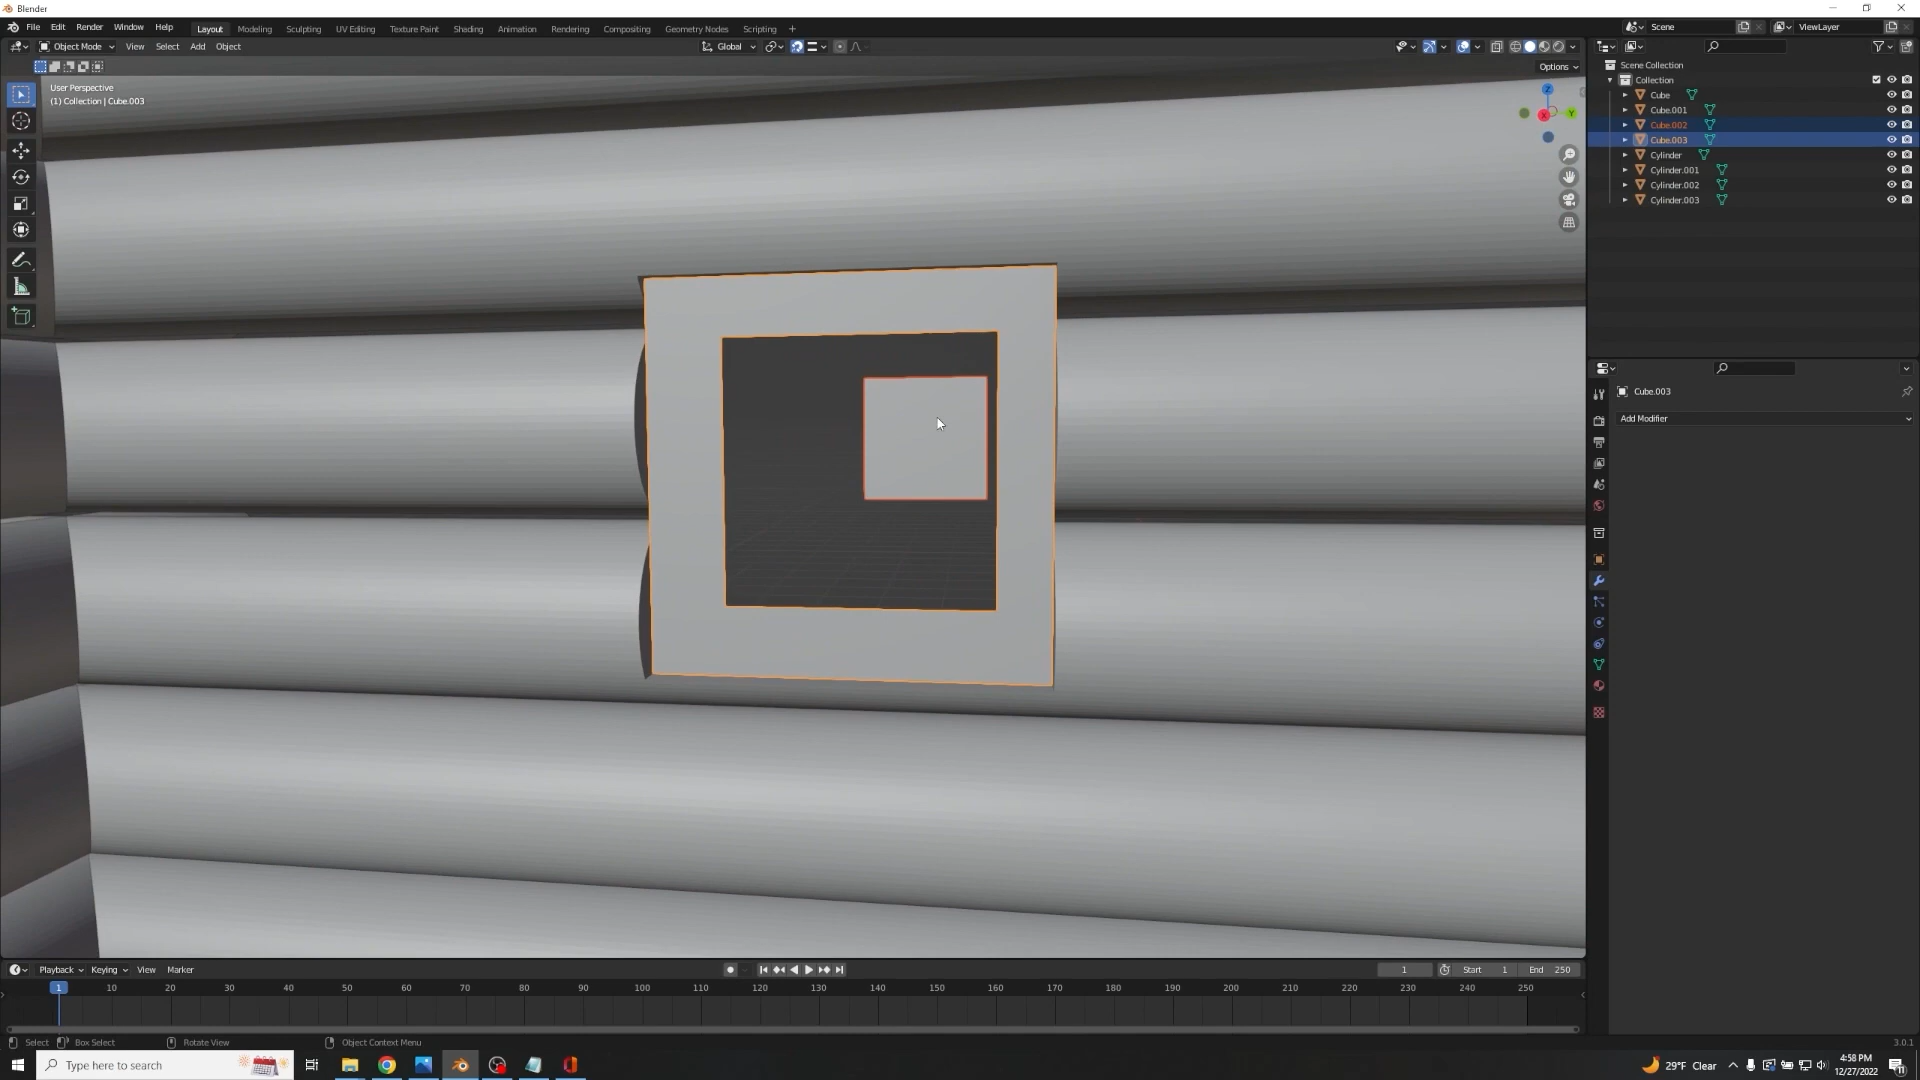 Blender
File Edit Render Window Help Layout Modeling Sculpting UV Editing Texture Paint Shading Animation Rendering Compositing Geometry Nodes Scripting + Scene ViewLayer
Object Mode View Select Add Object Global
Options
User Perspective
(1) Collection | Cube.003
Z
Y
X
Scene Collection
Collection
Cube
Cube.001
Cube.002
Cube.003
Cylinder
Cylinder.001
Cylinder.002
Cylinder.003
Cube.003
Add Modifier
Playback Keying View Marker 1 Start 1 End 250
1 10 20 30 40 50 60 70 80 90 100 110 120 130 140 150 160 170 180 190 200 210 220 230 240 250
Select Box Select Rotate View Object Context Menu 3.0.1
Type here to search 29°F Clear 4:58 PM
12/27/2022